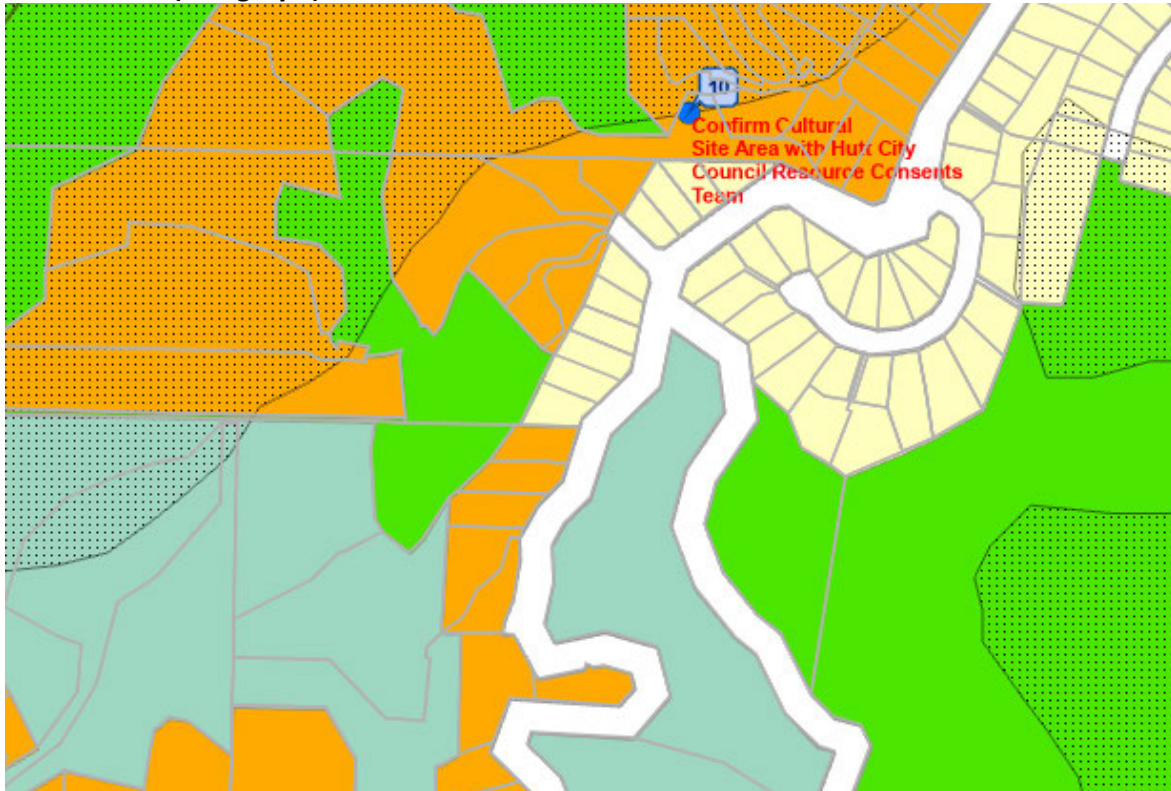 10
Confirm Cultural
Site Area with Hutt City
Council Resource Consents
Team